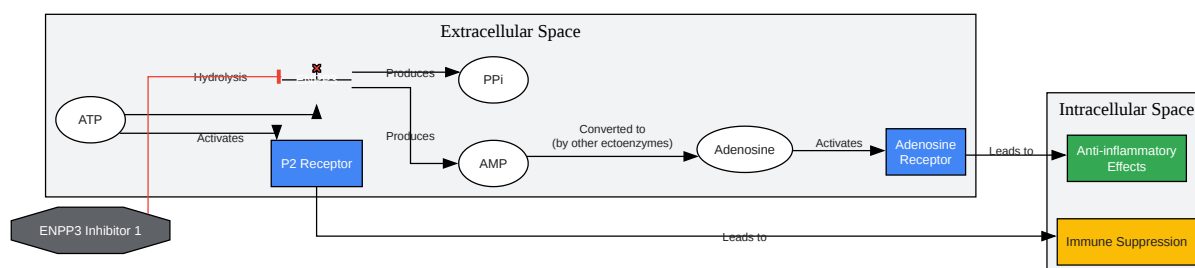 Extracellular Space
Hydrolysis
Produces
PPi
ATP
Activates
P2 Receptor
Produces
AMP
Converted to
(by other ectoenzymes)
Adenosine
Activates
Adenosine
Receptor
Leads to
Intracellular Space
Anti-inflammatory
Effects
ENPP3 Inhibitor 1
Leads to
Immune Suppression